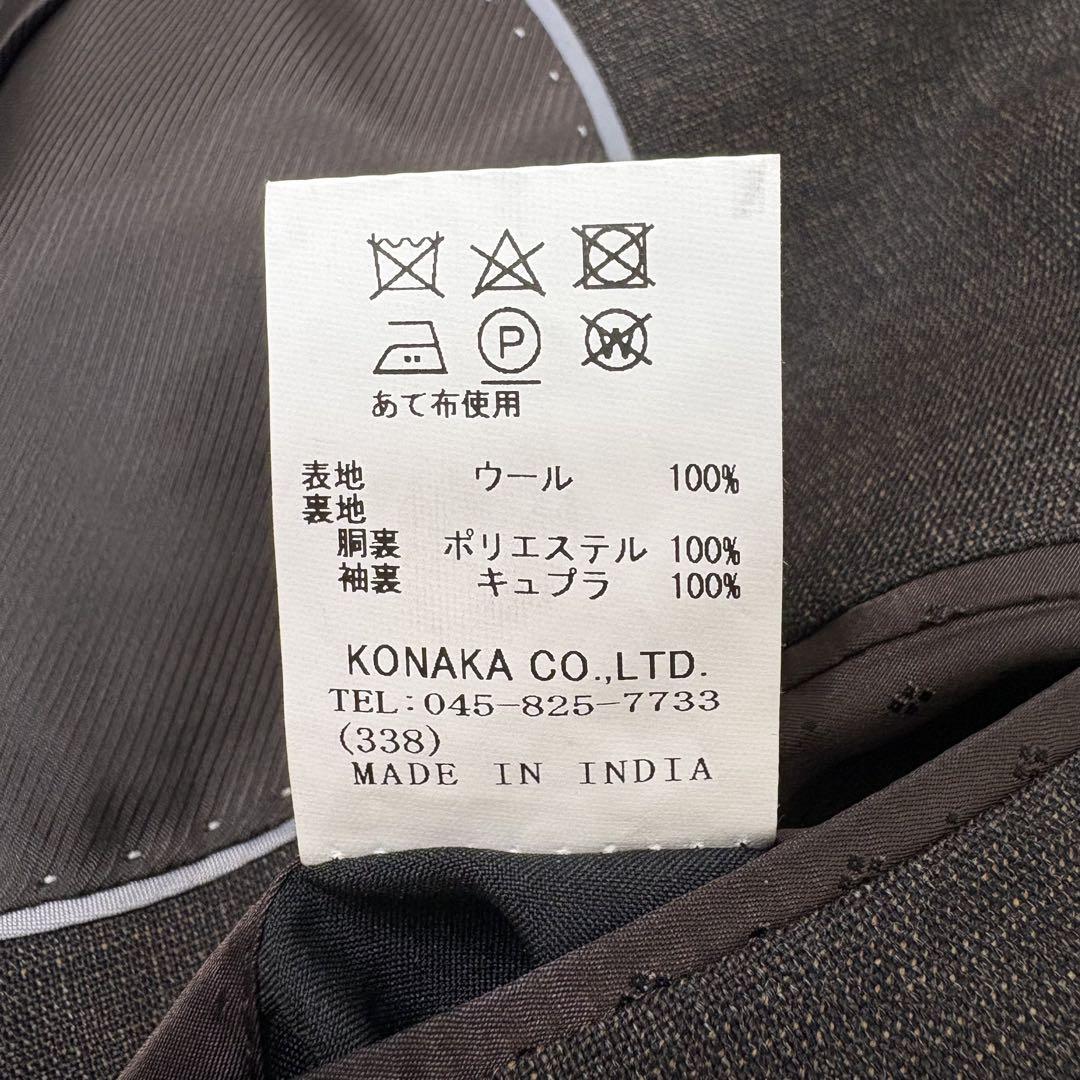 P W
あて布使用
表地 ウール 100%
裏地
胴裏 ポリエステル 100%
袖裏 キュプラ 100%
KONAKA CO.,LTD.
TEL:045-825-7733
(338)
MADE IN INDIA